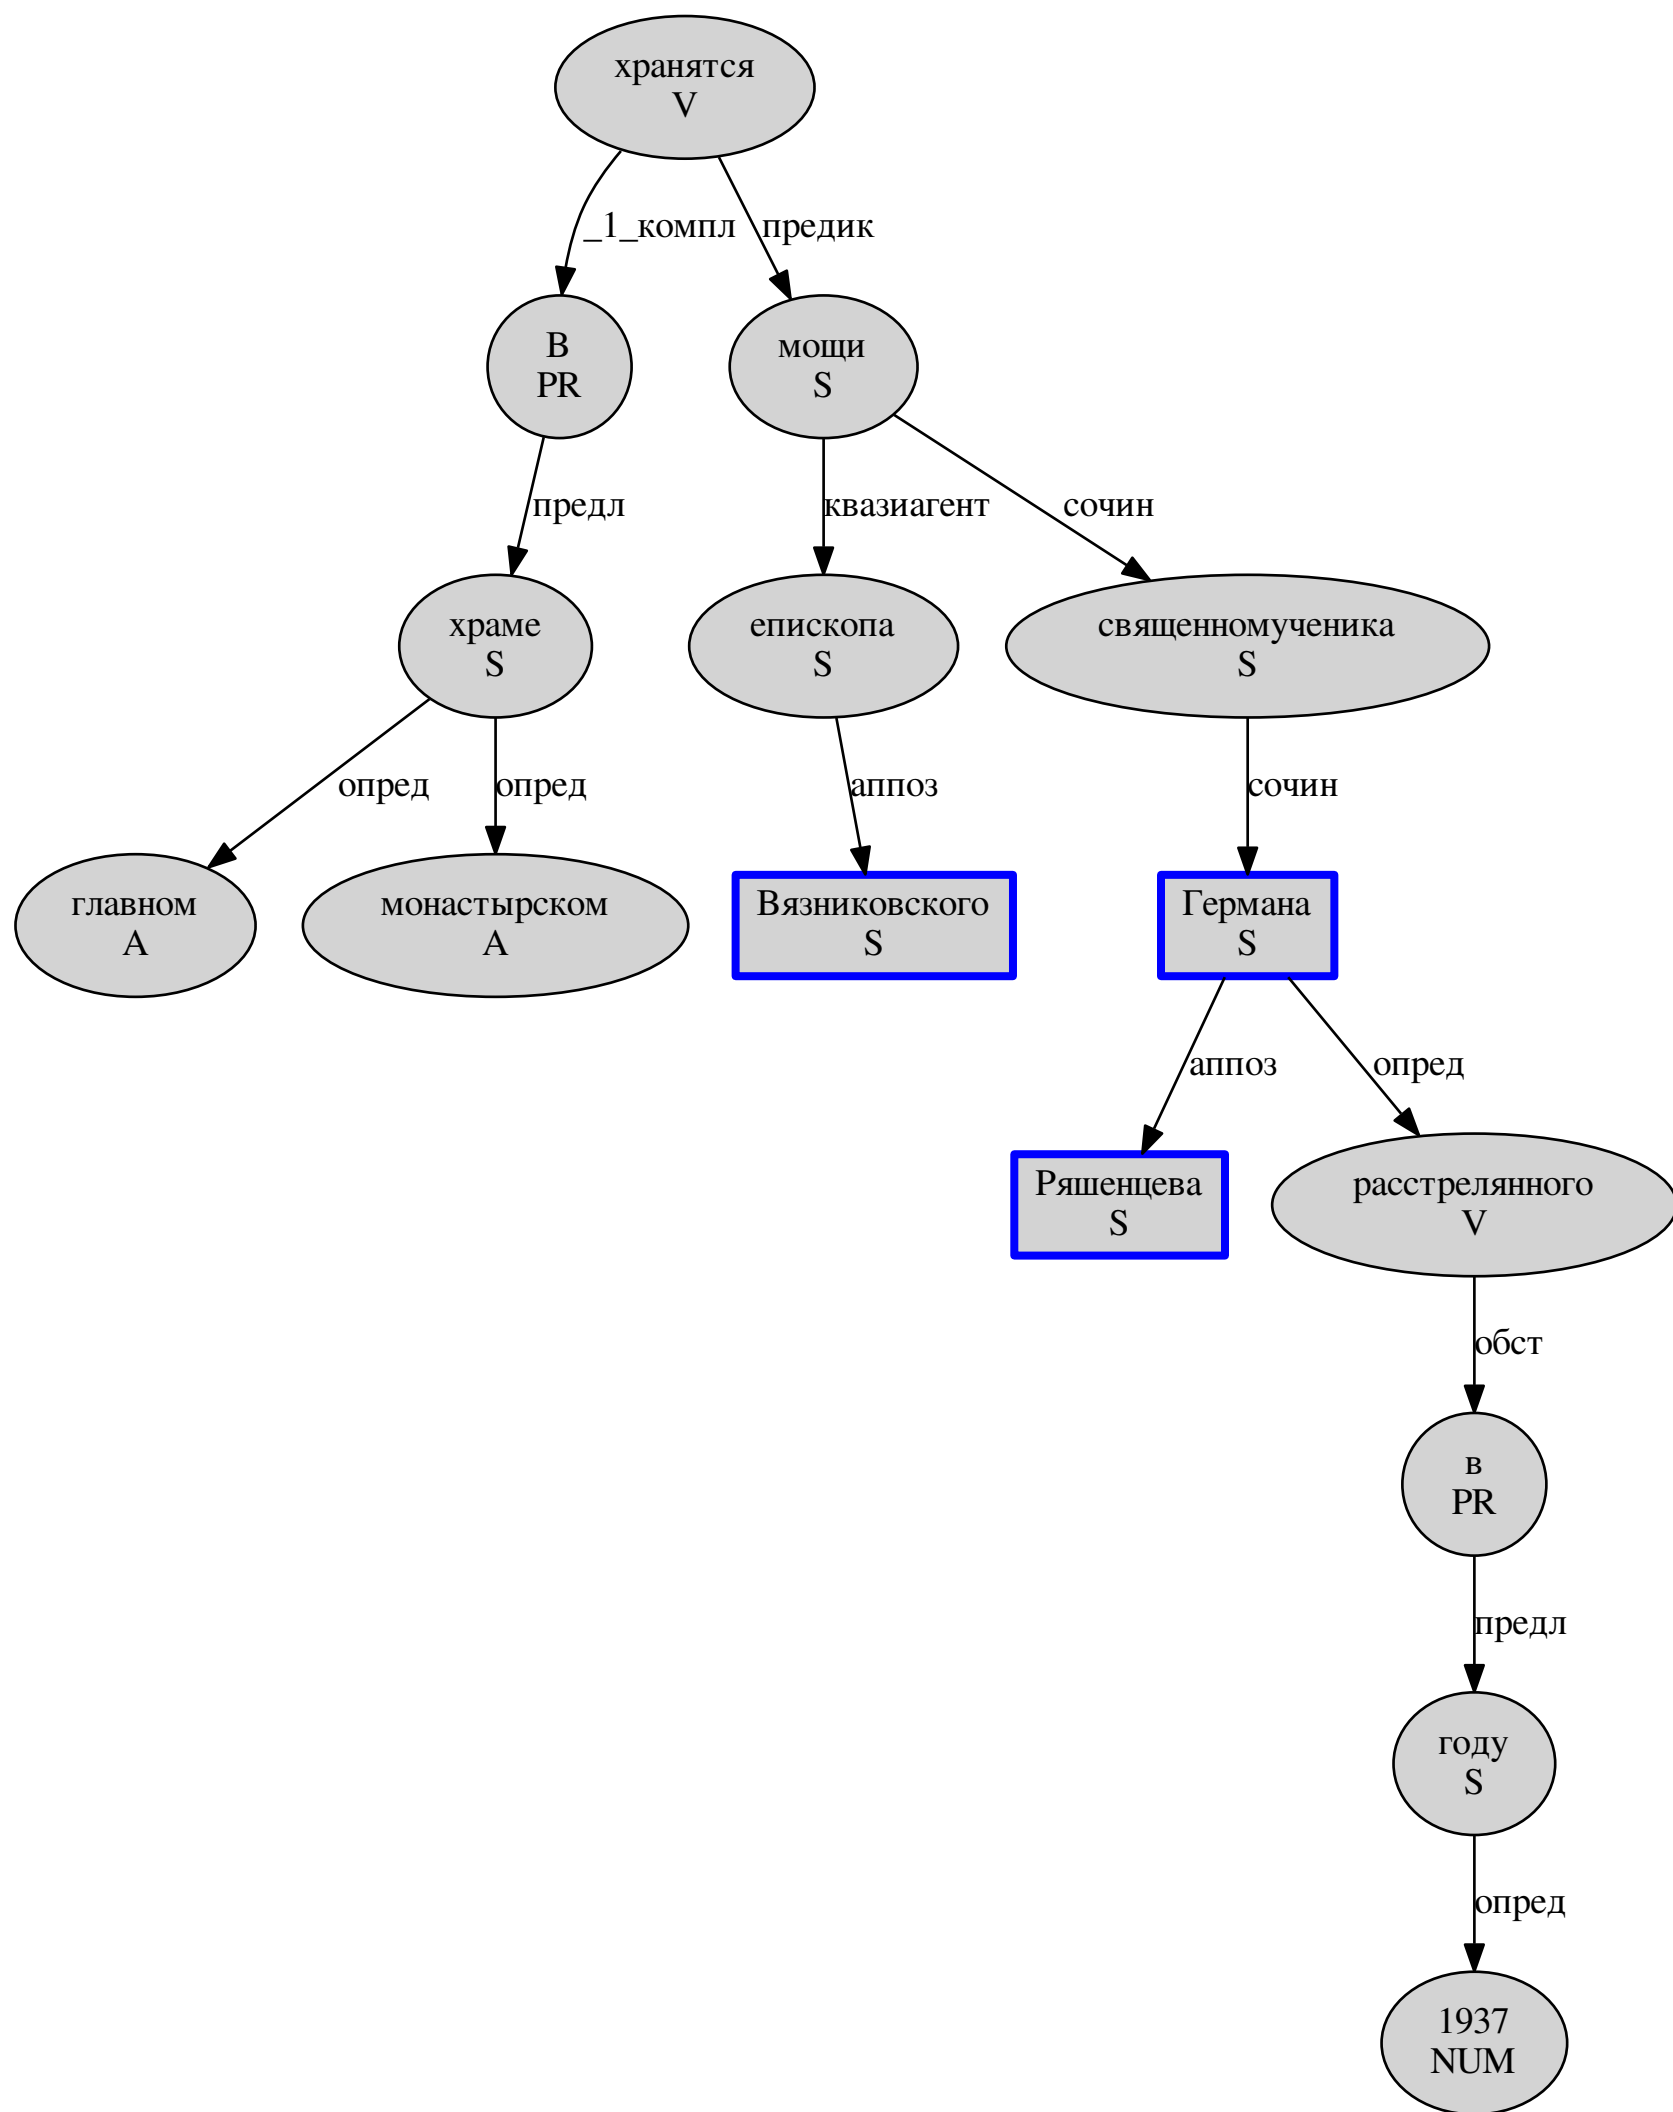 хранятся
V
_1_компл
предик
В
PR
мощи
S
предл
квазиагент
сочин
храме
S
епископа
S
священномученика
S
опред
опред
аппоз
сочин
главном
A
монастырском
A
Вязниковского
S
Германа
S
аппоз
опред
Ряшенцева
S
расстрелянного
V
обст
в
PR
предл
году
S
опред
1937
NUM